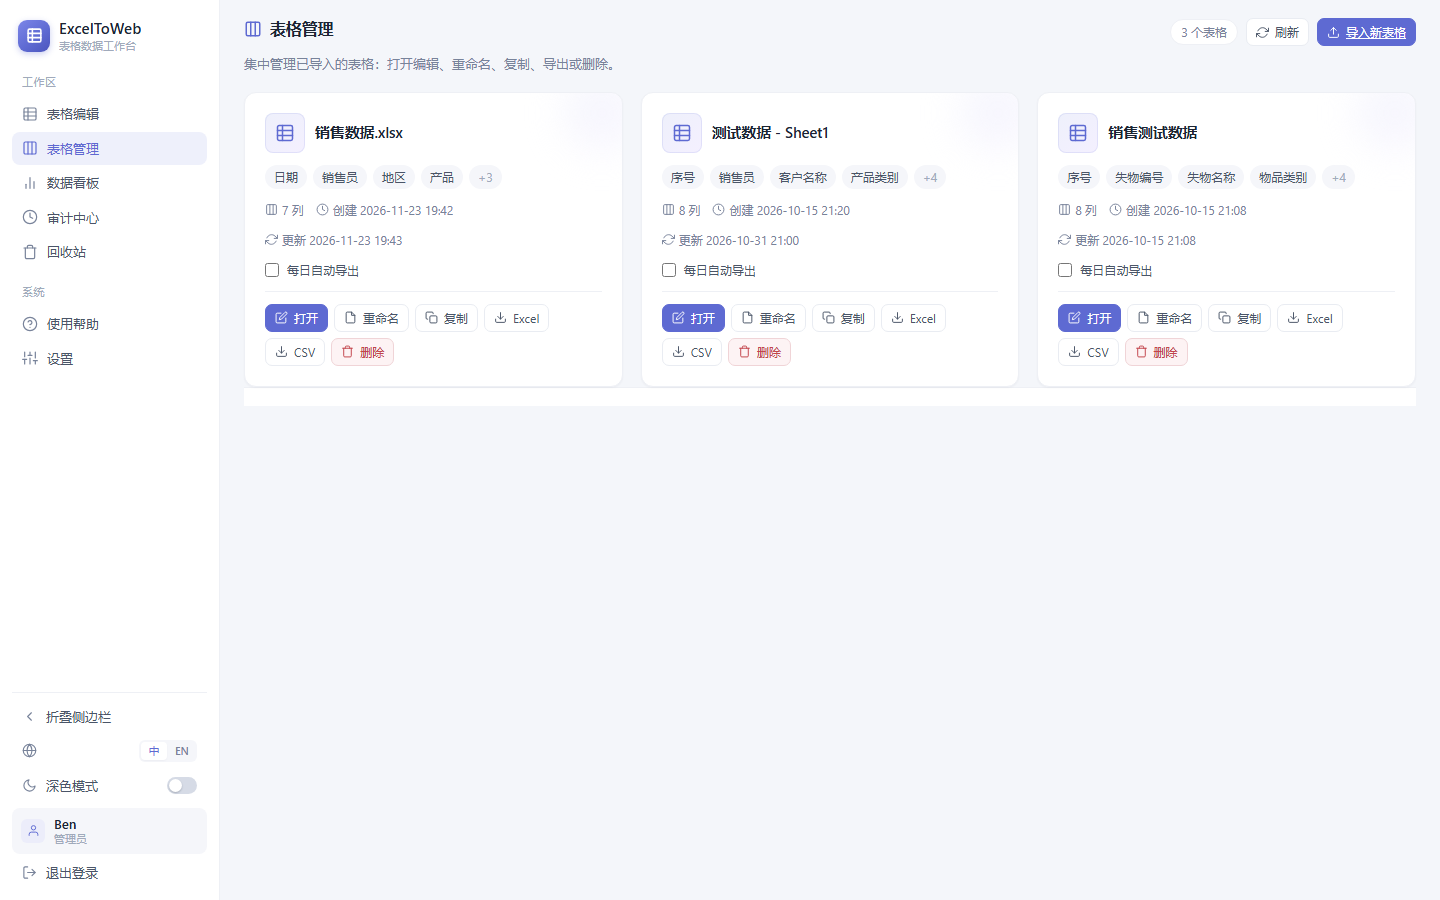 ExcelToWeb
表格数据工作台
工作区
表格编辑
表格管理
数据看板
审计中心
回收站
系统
使用帮助
设置
折叠侧边栏
中 EN
深色模式
Ben
管理员
退出登录
表格管理
3 个表格 刷新 导入新表格
集中管理已导入的表格：打开编辑、重命名、复制、导出或删除。
销售数据.xlsx
日期 销售员 地区 产品 +3
7 列 创建 2026-11-23 19:42
更新 2026-11-23 19:43
每日自动导出
打开 重命名 复制 Excel
CSV 删除
测试数据 - Sheet1
序号 销售员 客户名称 产品类别 +4
8 列 创建 2026-10-15 21:20
更新 2026-10-31 21:00
每日自动导出
打开 重命名 复制 Excel
CSV 删除
销售测试数据
序号 失物编号 失物名称 物品类别 +4
8 列 创建 2026-10-15 21:08
更新 2026-10-15 21:08
每日自动导出
打开 重命名 复制 Excel
CSV 删除